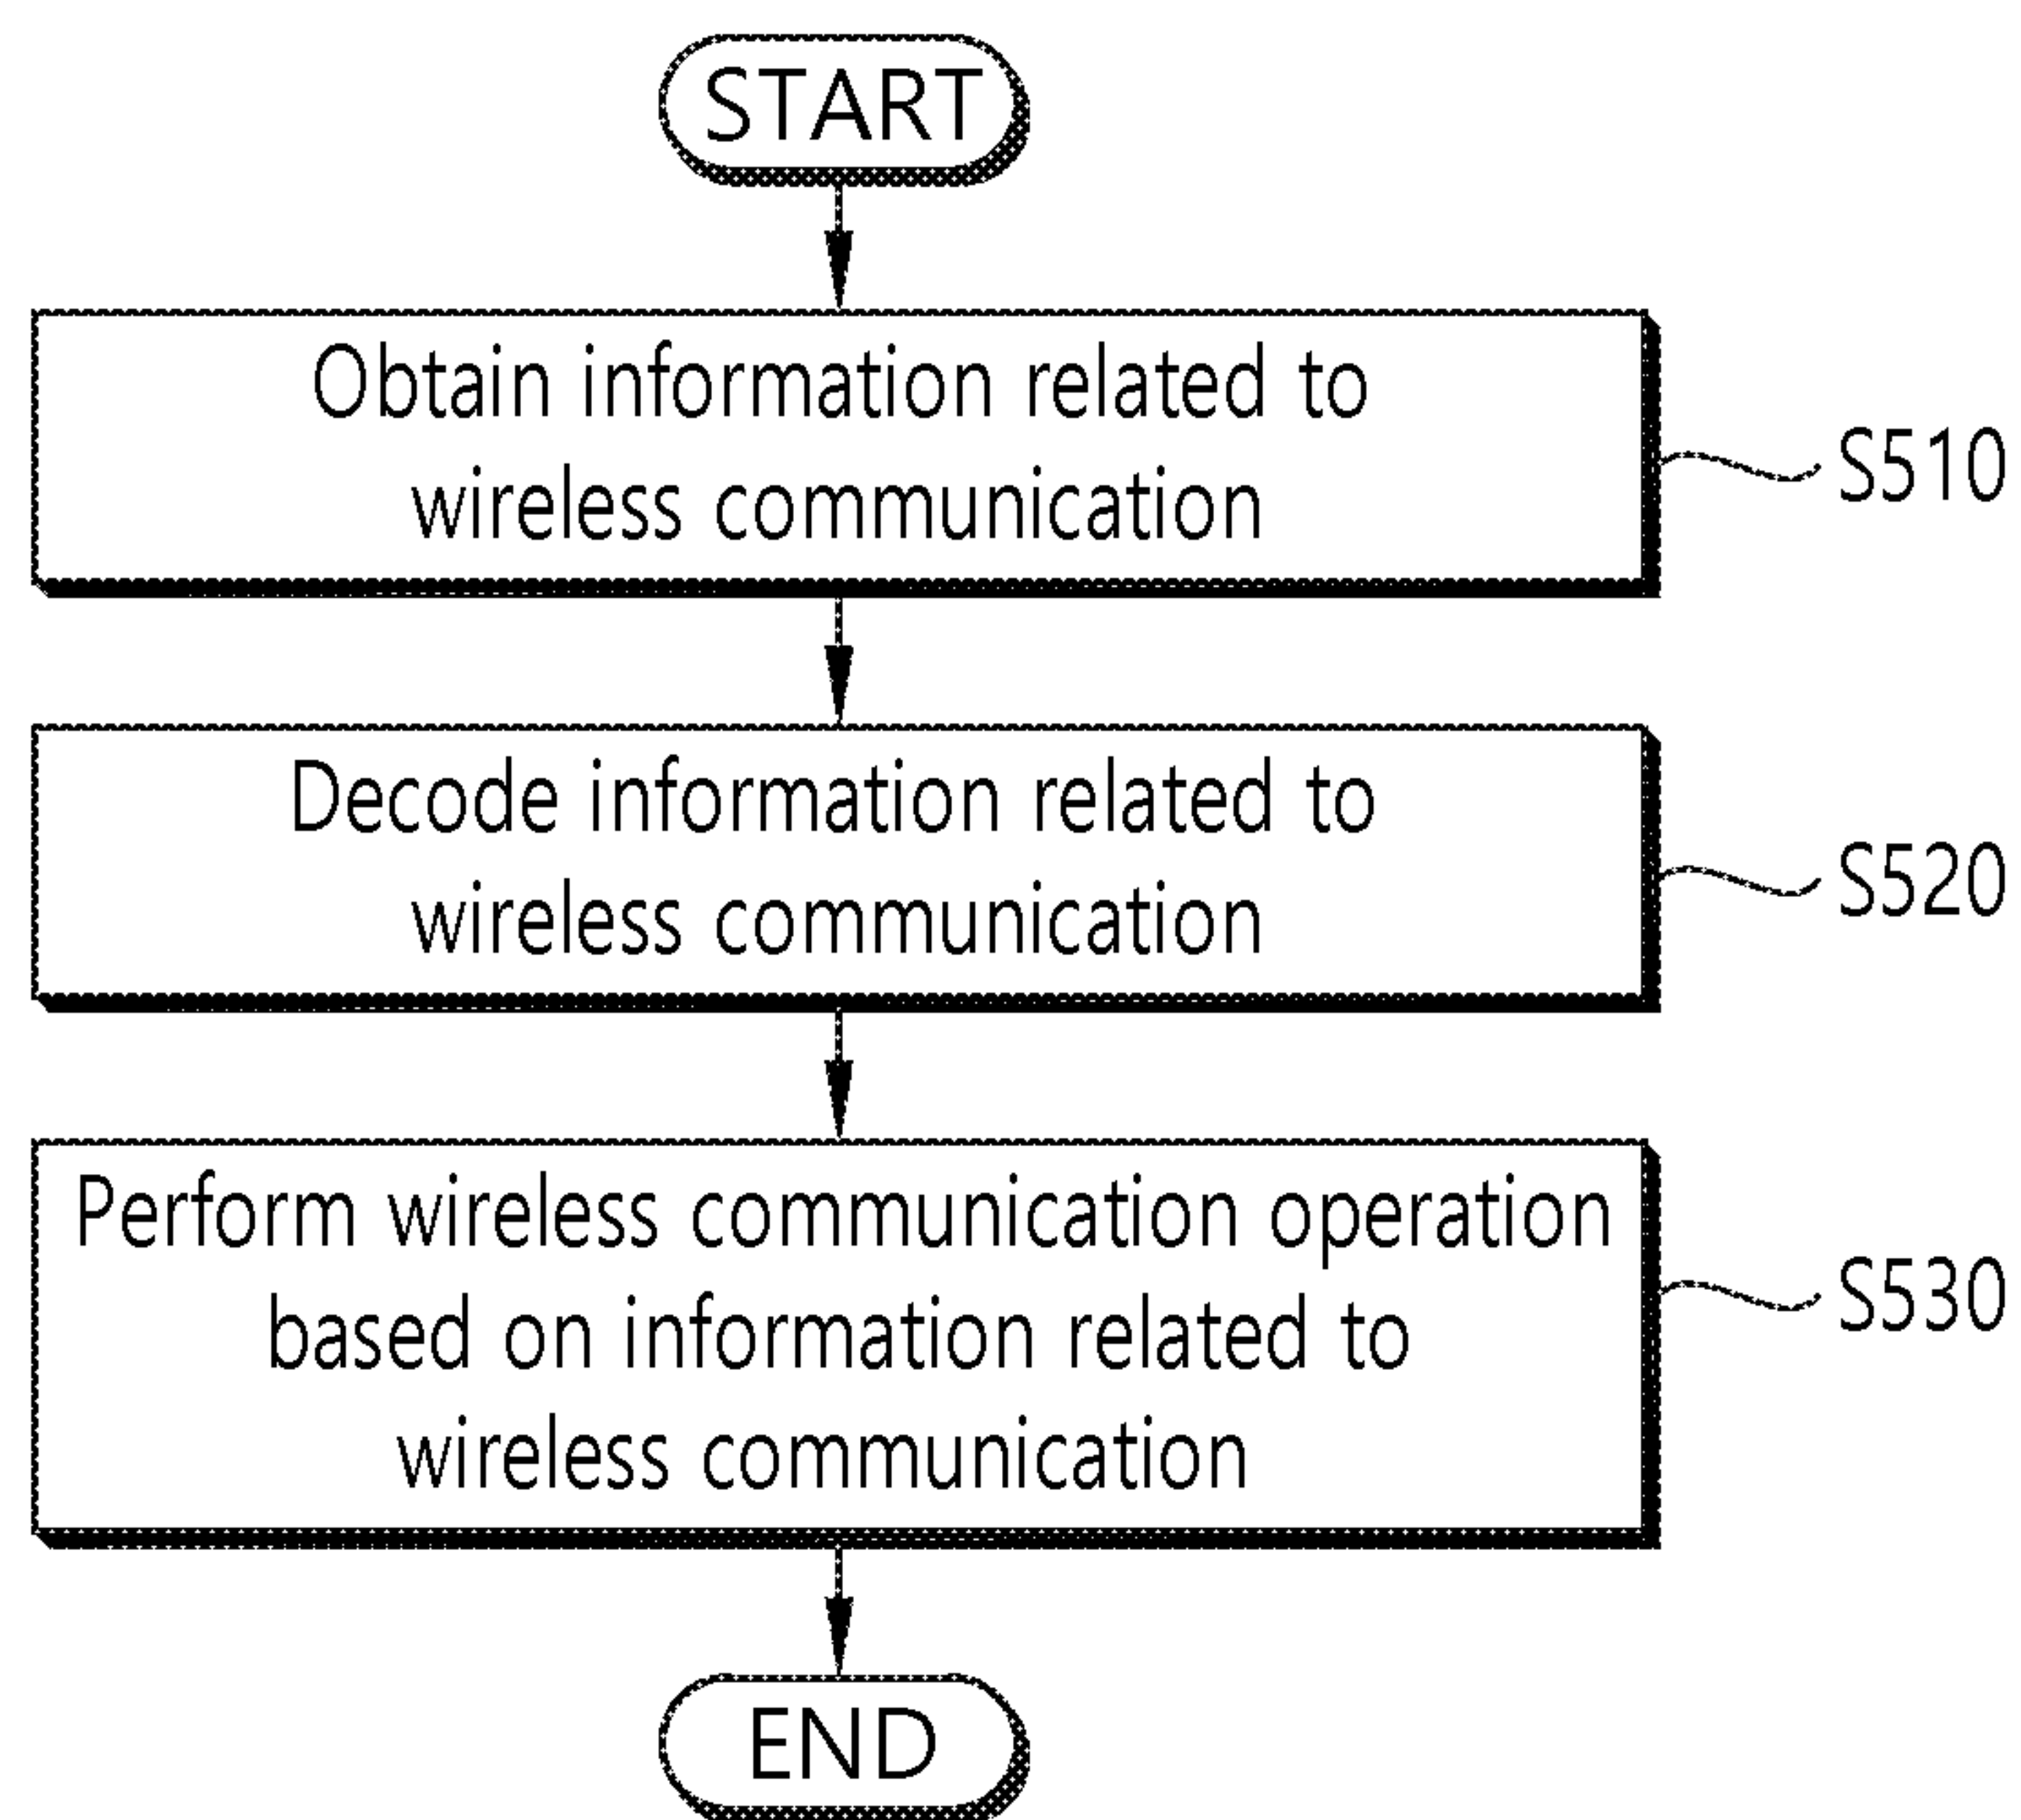 START
Obtain information related to
wireless communication
S510
Decode information related to
wireless communication
S520
Perform wireless communication operation
based on information related to
wireless communication
S530
END